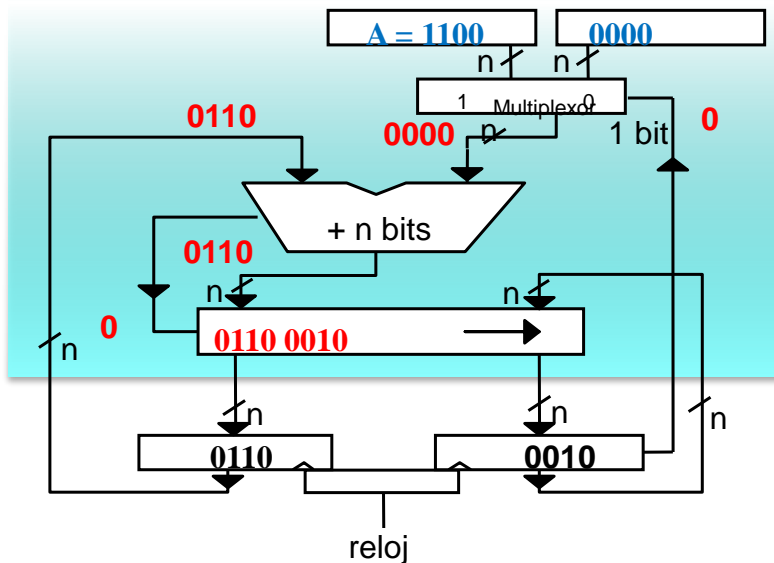 A = 1100
0000
n
n
1
0
Multiplexor
0110
0000
n
1 bit
0
+ n bits
0110
n
n
0
n
0110 0010
n
n
n
0110
0010
n
reloj